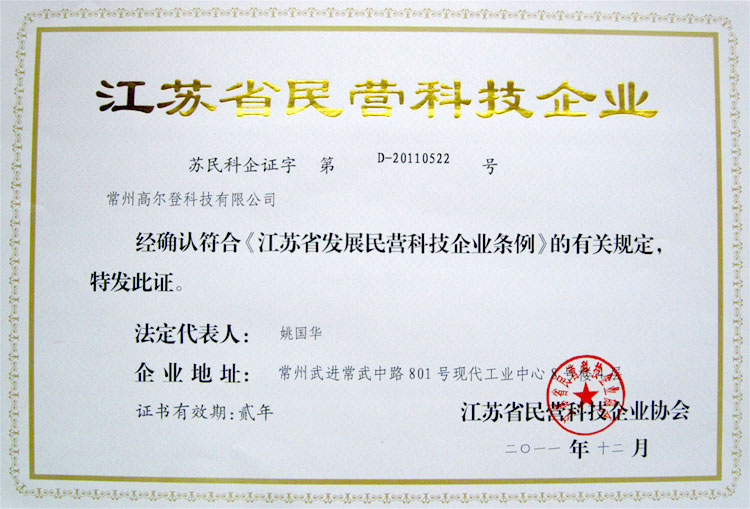 江苏省民营科技企业
苏民科企证字 第 D-20110522 号
常州高尔登科技有限公司
经确认符合《江苏省发展民营科技企业条例》的有关规定，
特发此证。
法定代表人： 姚国华
企业地址： 常州武进常武中路801号现代工业中心
证书有效期:贰年
江苏省民营科技企业协会
二〇一一 年 十二 月